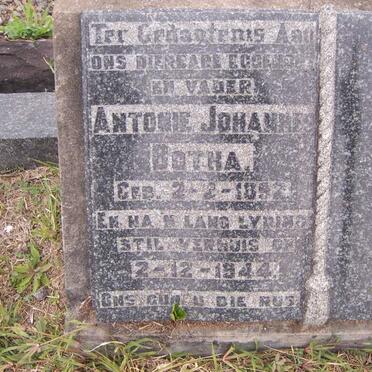 Ter Gedagtenis Aan
ons dierbare eggenoot
en vader
Antonie Johannes
Botha.
Geb. 2-2-1892.
En na 'n lang lyding
stil verhuis op
2-12-1944.
Ons gun u die rus.